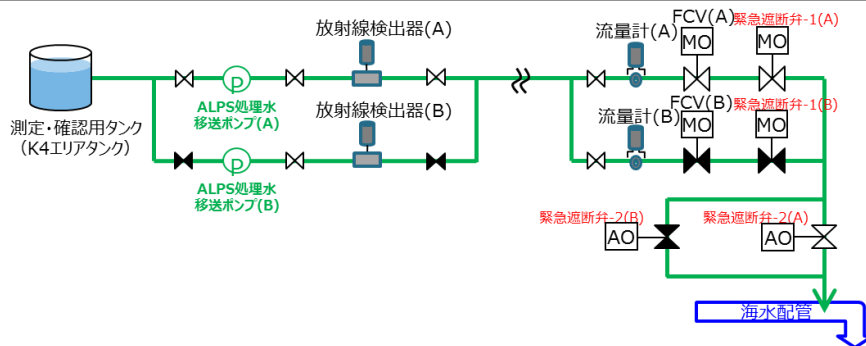 放射線検出器(A)
流量計(A)
FCV(A)
緊急遮断弁-1(A)
MO
MO
P
測定・確認用タンク
（K4エリアタンク）
ALPS処理水
移送ポンプ(A)
放射線検出器(B)
流量計(B)
FCV(B)
緊急遮断弁-1(B)
MO
MO
P
ALPS処理水
移送ポンプ(B)
緊急遮断弁-2(B)
緊急遮断弁-2(A)
AO
AO
海水配管